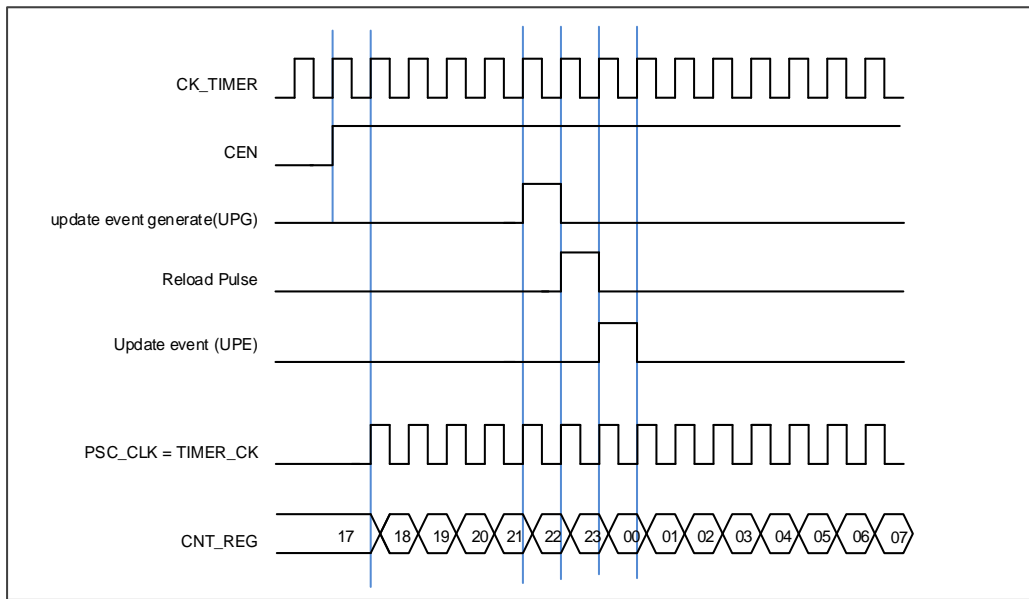 CK_TIMER
CEN
update event generate(UPG)
Reload Pulse
Update event (UPE)
PSC_CLK = TIMER_CK
CNT_REG 17 18 19 20 21 22 23 00 01 02 03 04 05 06 07